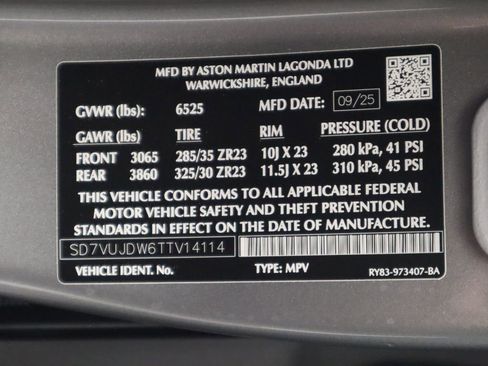 MFD BY ASTON MARTIN LAGONDA LTD
WARWICKSHIRE, ENGLAND
GVWR (lbs): 6525 MFD DATE: 09/25
GAWR (lbs): TIRE RIM PRESSURE (COLD)
FRONT 3065 285/35 ZR23 10J X 23 280 kPa, 41 PSI
REAR 3860 325/30 ZR23 11.5J X 23 310 kPa, 45 PSI
THIS VEHICLE CONFORMS TO ALL APPLICABLE FEDERAL
MOTOR VEHICLE SAFETY AND THEFT PREVENTION
STANDARDS IN EFFECT ON THE DATE OF MANUFACTURE.
SD7VUJDW6TTV14114
VEHICLE IDENT. No. TYPE: MPV RY83-973407-BA